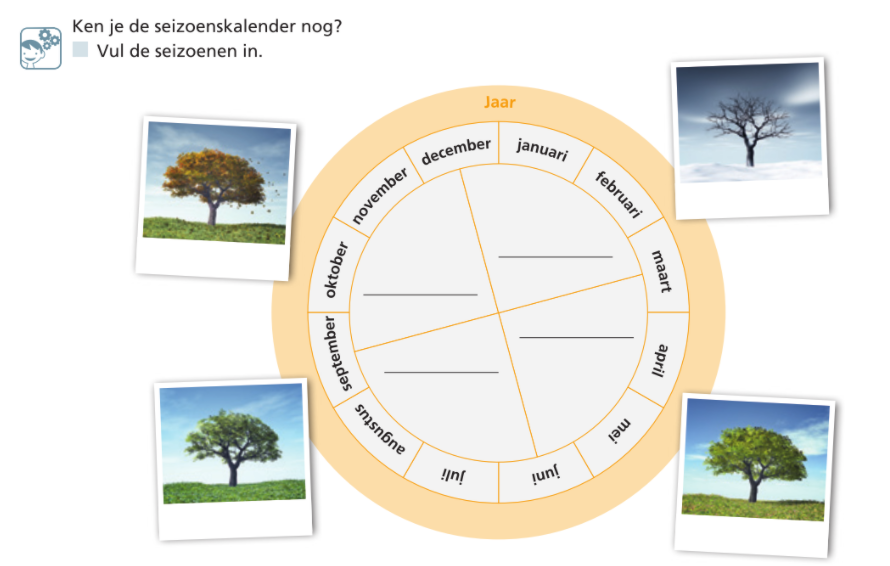 Ken je de seizoenskalender nog?
Vul de seizoenen in.
Jaar
januari
februari
maart
april
mei
juni
juli
augustus
september
oktober
november
december